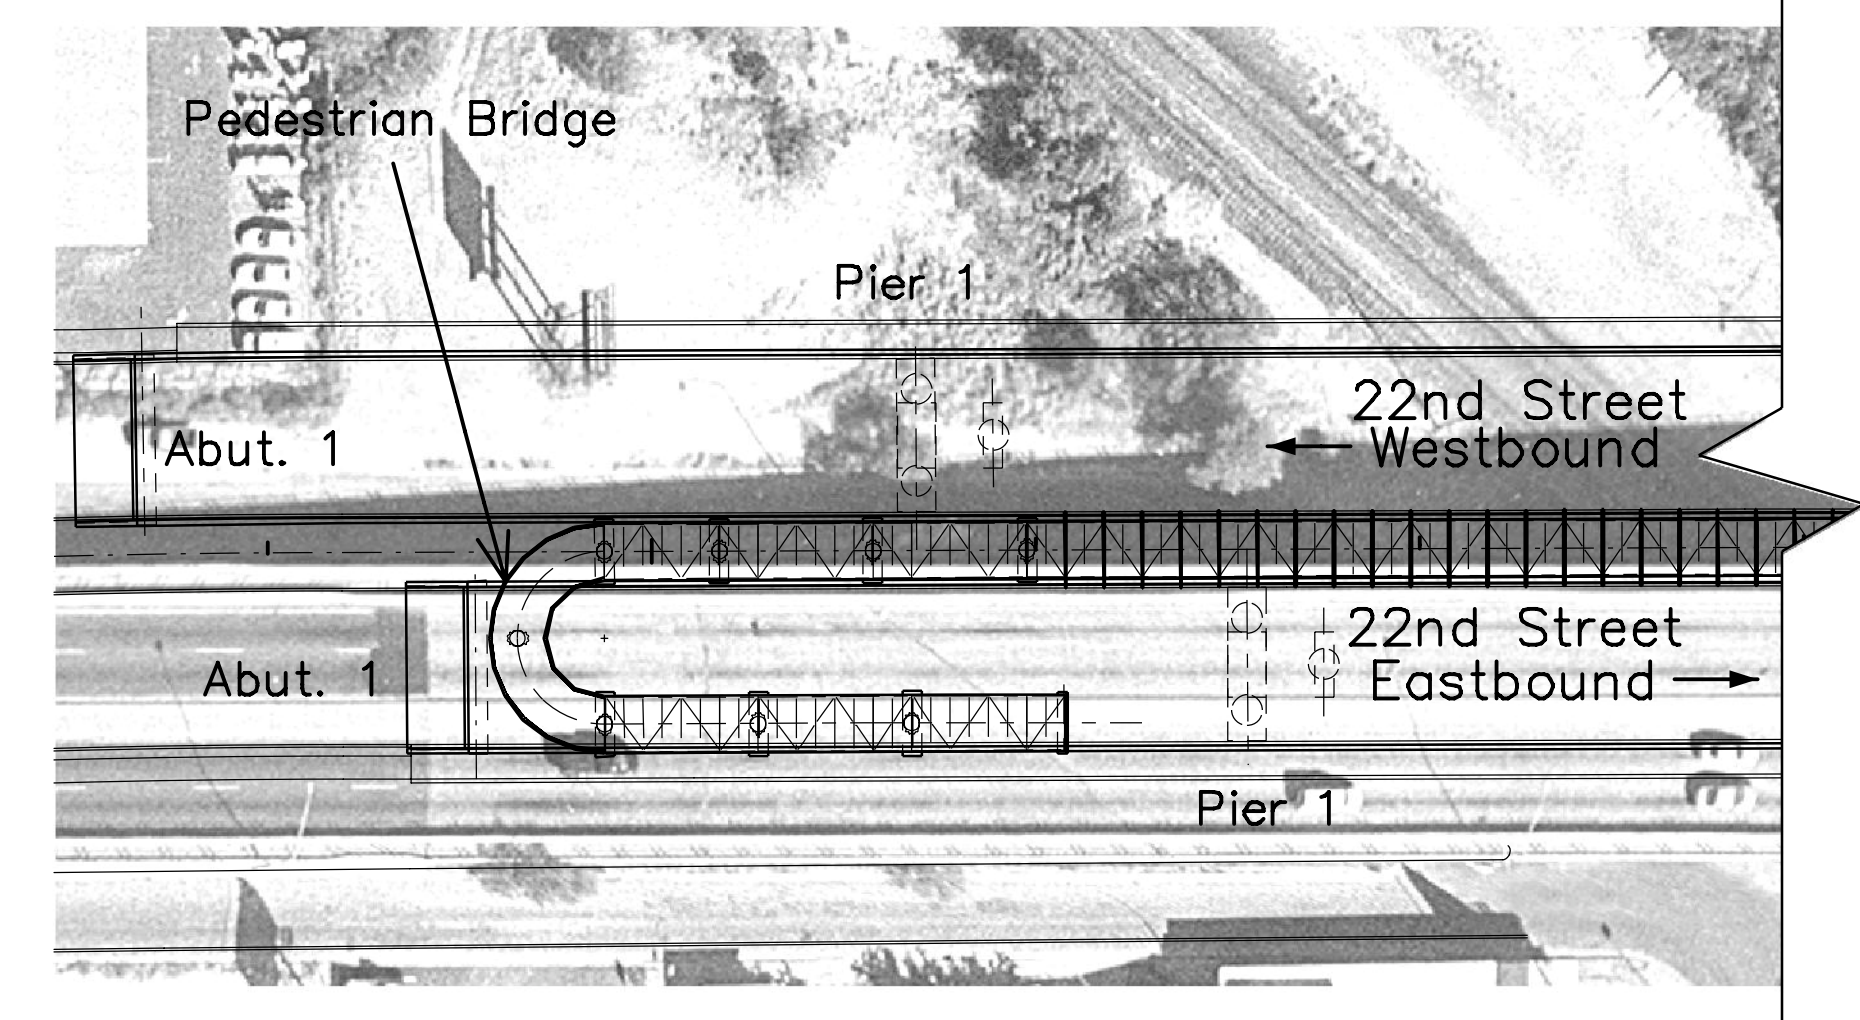 Pedestrian Bridge
Pier 1
22nd Street
Westbound
Abut. 1
22nd Street
Eastbound
Abut. 1
Pier 1